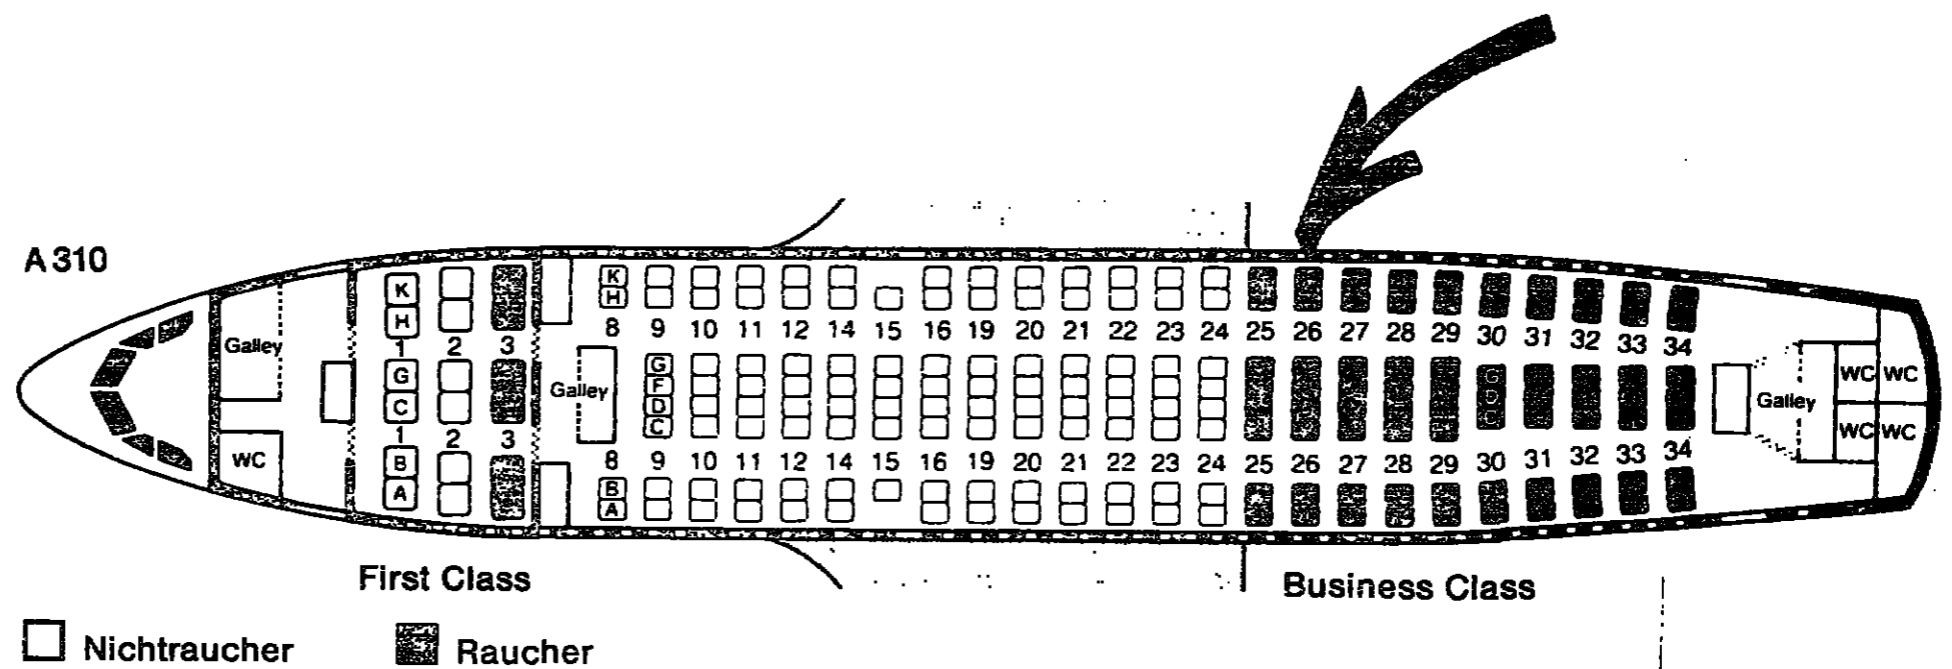 A 310
K
H
1 2 3
G
C
1 2 3
B
A
Galley
WC
K
H
8 9 10 11 12 14 15 16 19 20 21 22 23 24 25 26 27 28 29 30 31 32 33 34
Galley
G
F
D
C
G
8 9 10 11 12 14 15 16 19 20 21 22 23 24 25 26 27 28 29 30 31 32 33 34
B
A
Galley
WC WC
WC WC
First Class
Business Class
Nichtraucher
Raucher